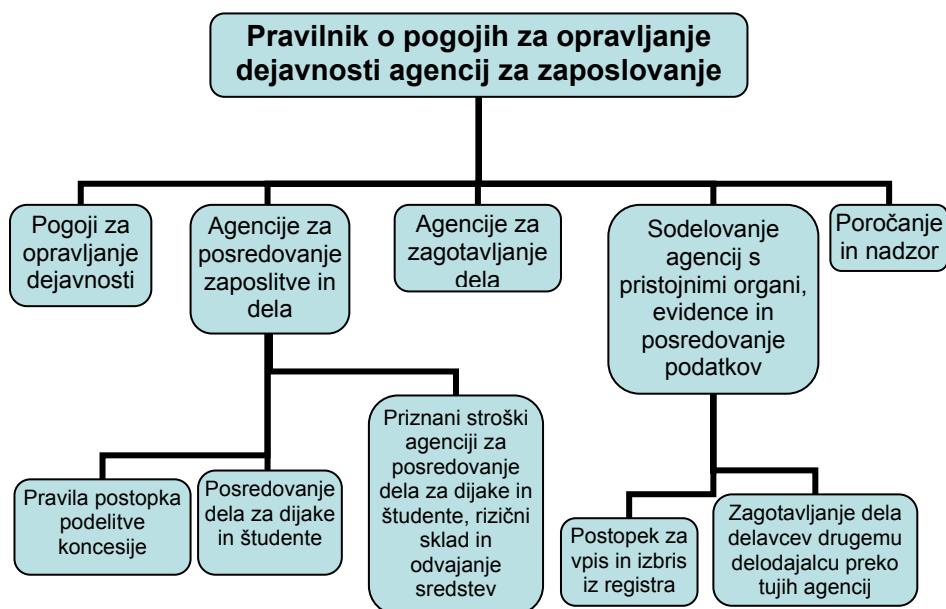 Pravilnik o pogojih za opravljanje
dejavnosti agencij za zaposlovanje
Pogoji za
opravljanje
dejavnosti
Agencije za
posredovanje
zaposlitve in
dela
Agencije za
zagotavljanje
dela
Sodelovanje
agencij s
pristojnimi organi,
evidence in
posredovanje
podatkov
Poročanje
in nadzor
Pravila postopka
podelitve
koncesije
Posredovanje
dela za dijake
in študente
Priznani stroški
agenciji za
posredovanje
dela za dijake in
študente, rizični
sklad in
odvajanje
sredstev
Postopek za
vpis in izbris
iz registra
Zagotavljanje dela
delavcev drugemu
delodajalcu preko
tujih agencij